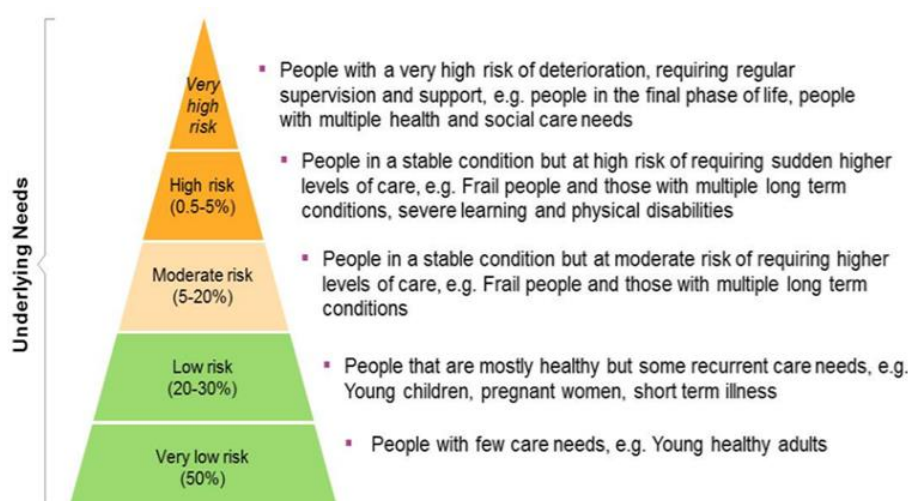 Underlying Needs
Very
high
risk
▪ People with a very high risk of deterioration, requiring regular
supervision and support, e.g. people in the final phase of life, people
with multiple health and social care needs
High risk
(0.5-5%)
▪ People in a stable condition but at high risk of requiring sudden higher
levels of care, e.g. Frail people and those with multiple long term
conditions, severe learning and physical disabilities
Moderate risk
(5-20%)
▪ People in a stable condition but at moderate risk of requiring higher
levels of care, e.g. Frail people and those with multiple long term
conditions
Low risk
(20-30%)
▪ People that are mostly healthy but some recurrent care needs, e.g.
Young children, pregnant women, short term illness
Very low risk
(50%)
▪ People with few care needs, e.g. Young healthy adults